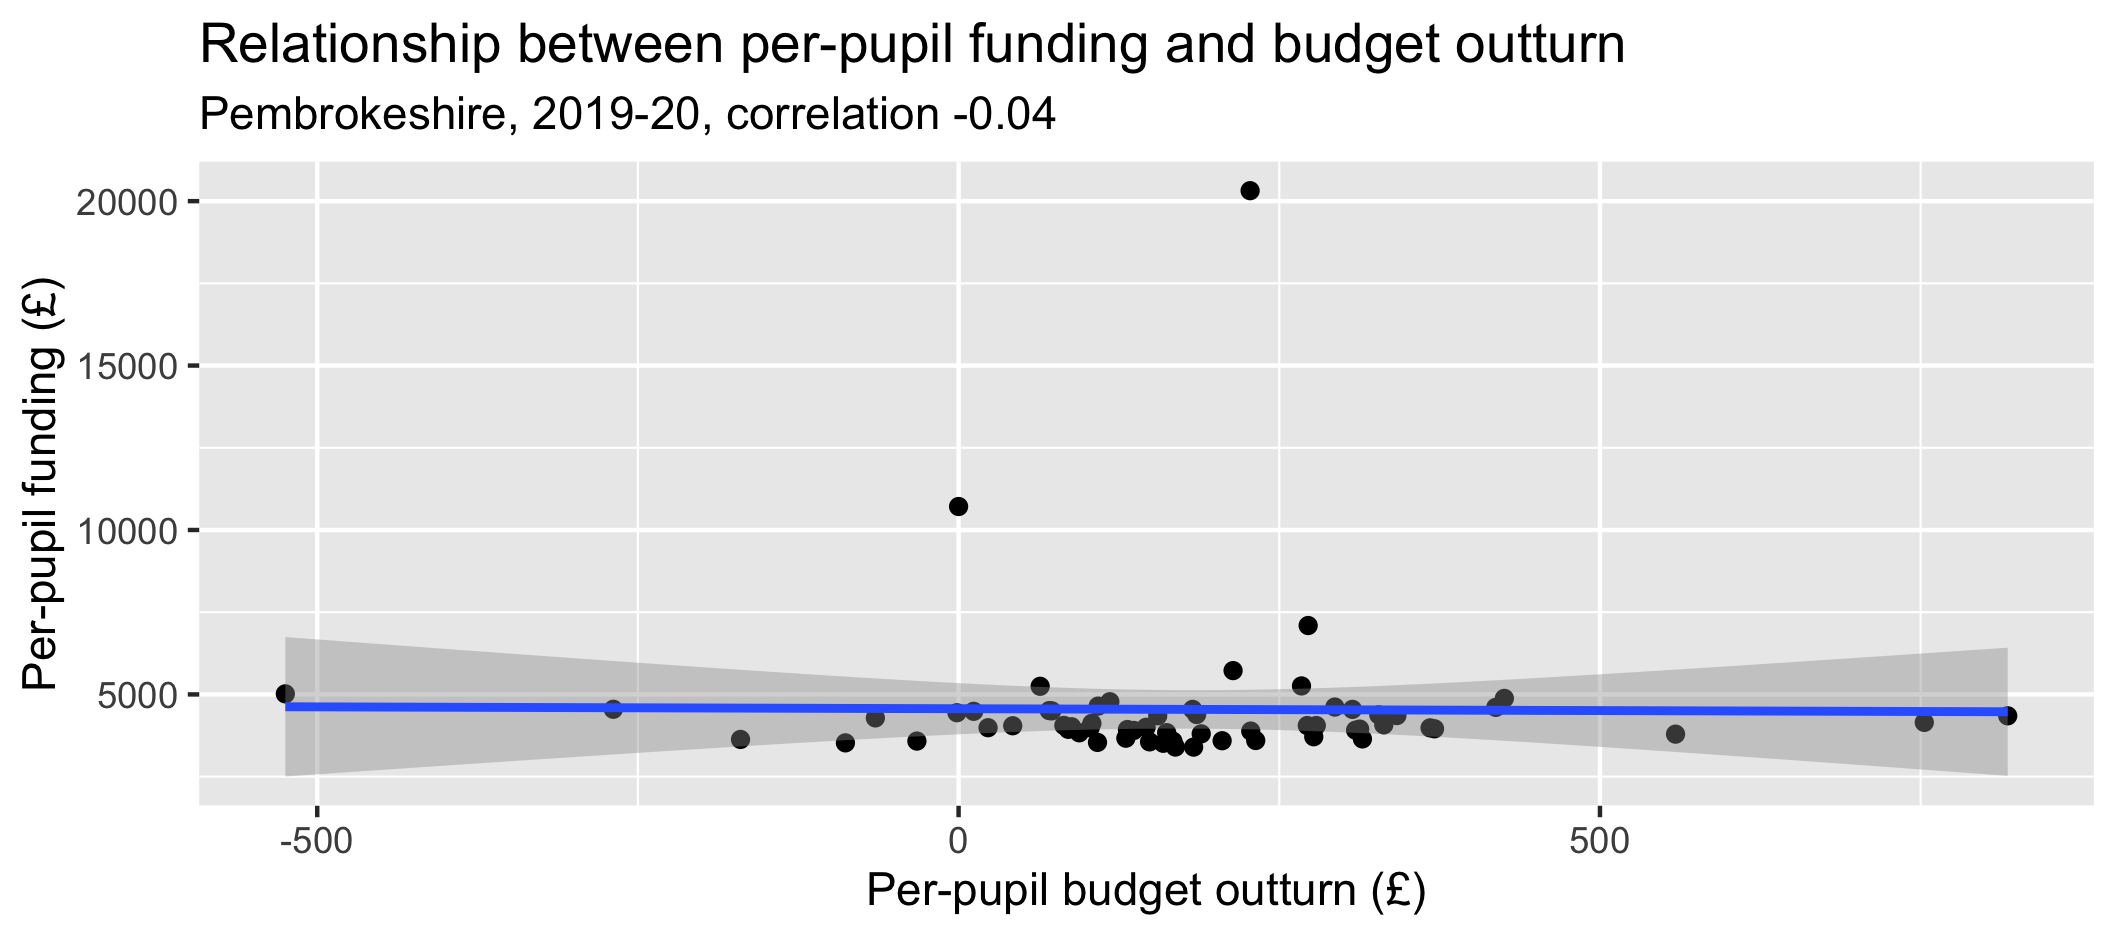 Relationship between per-pupil funding and budget outturn
Pembrokeshire, 2019-20, correlation -0.04
Per-pupil funding (£)
20000
15000
10000
5000
-500
0
500
Per-pupil budget outturn (£)